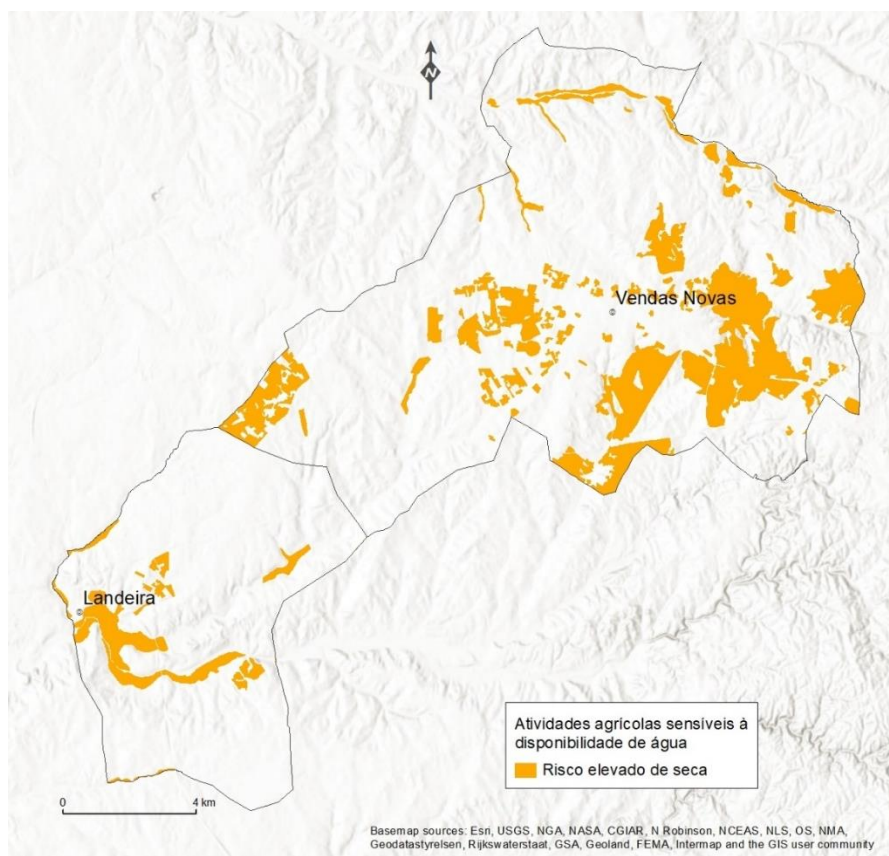 N
Vendas Novas
Landeira
Atividades agrícolas sensíveis à
disponibilidade de água
Risco elevado de seca
0 4 km
Basemap sources: Esri, USGS, NGA, NASA, CGIAR, N Robinson, NCEAS, NLS, OS, NMA,
Geodatastyrelsen, Rijkswaterstaat, GSA, Geoland, FEMA, Intermap and the GIS user community